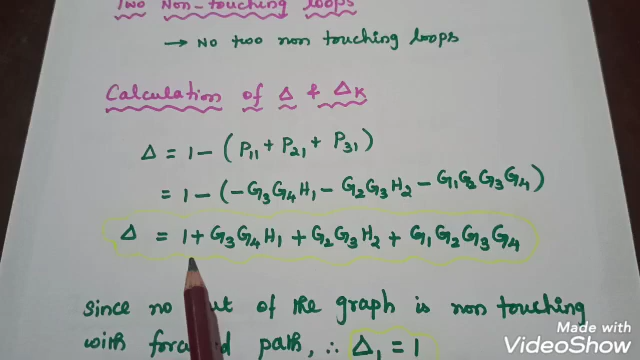 Two Non-touching loops
→ No two non touching loops
Calculation of Δ & ΔK
Δ = 1 - (P11 + P21 + P31)
= 1 - (-G3G4H1 - G2G3H2 - G1G2G3G4)
Δ = 1 + G3G4H1 + G2G3H2 + G1G2G3G4
Since no of the graph is non touching
with path, ∴ Δ1 = 1
Made with
VideoShow